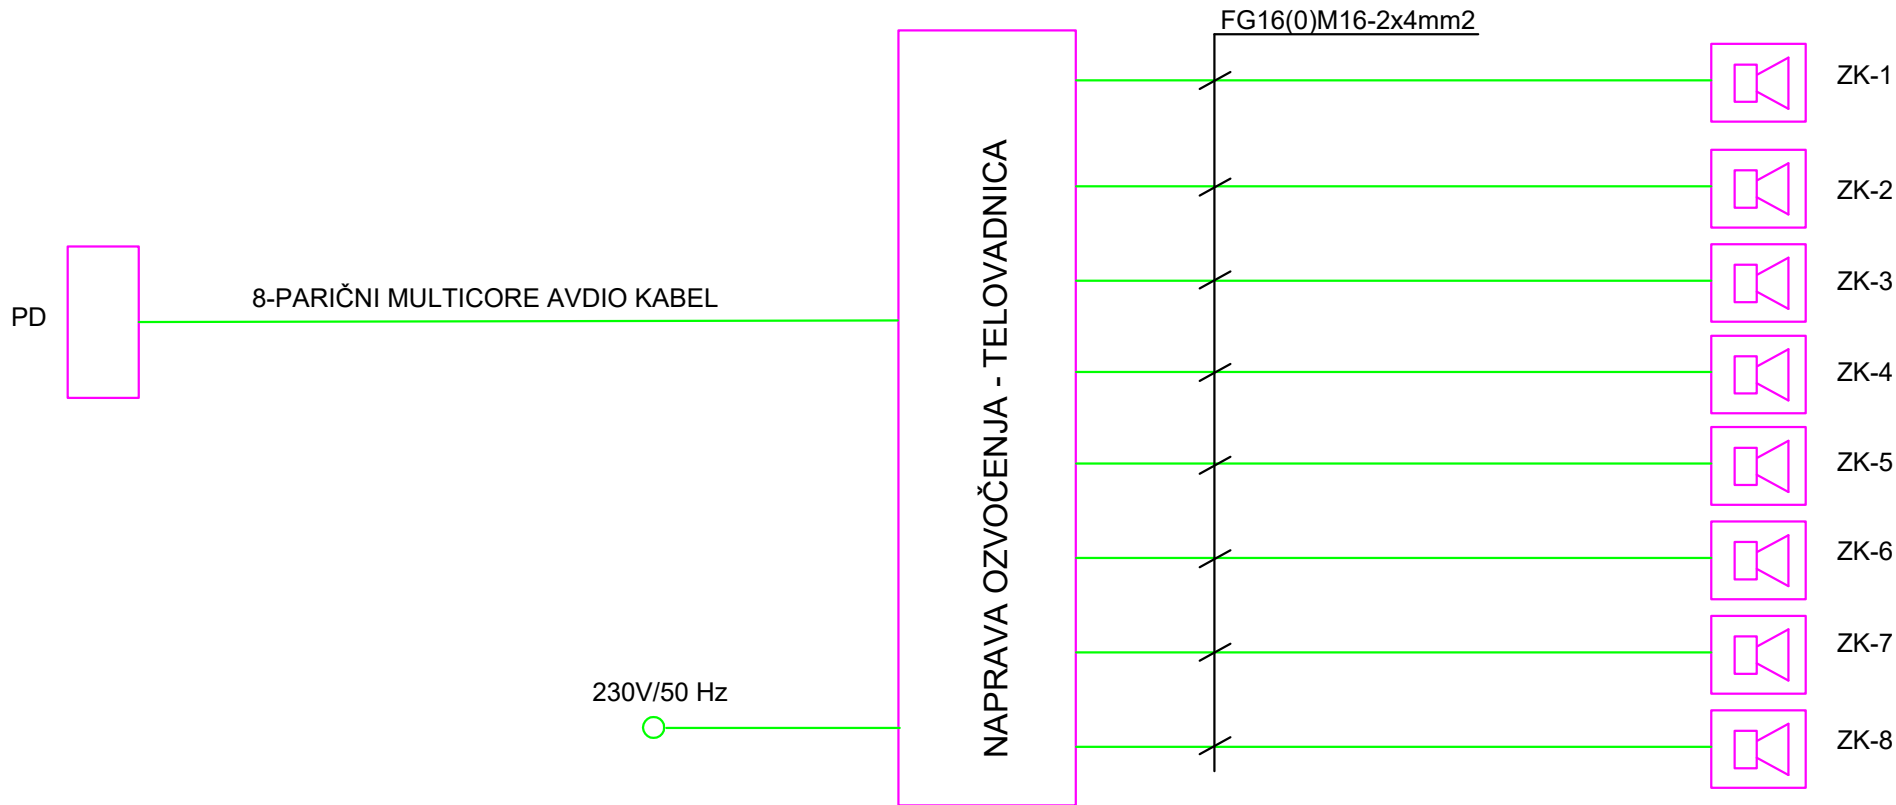 FG16(0)M16-2x4mm2
ZK-1
ZK-2
ZK-3
ZK-4
ZK-5
ZK-6
ZK-7
ZK-8
NAPRAVA OZVOČENJA - TELOVADNICA
8-PARIČNI MULTICORE AVDIO KABEL
PD
230V/50 Hz